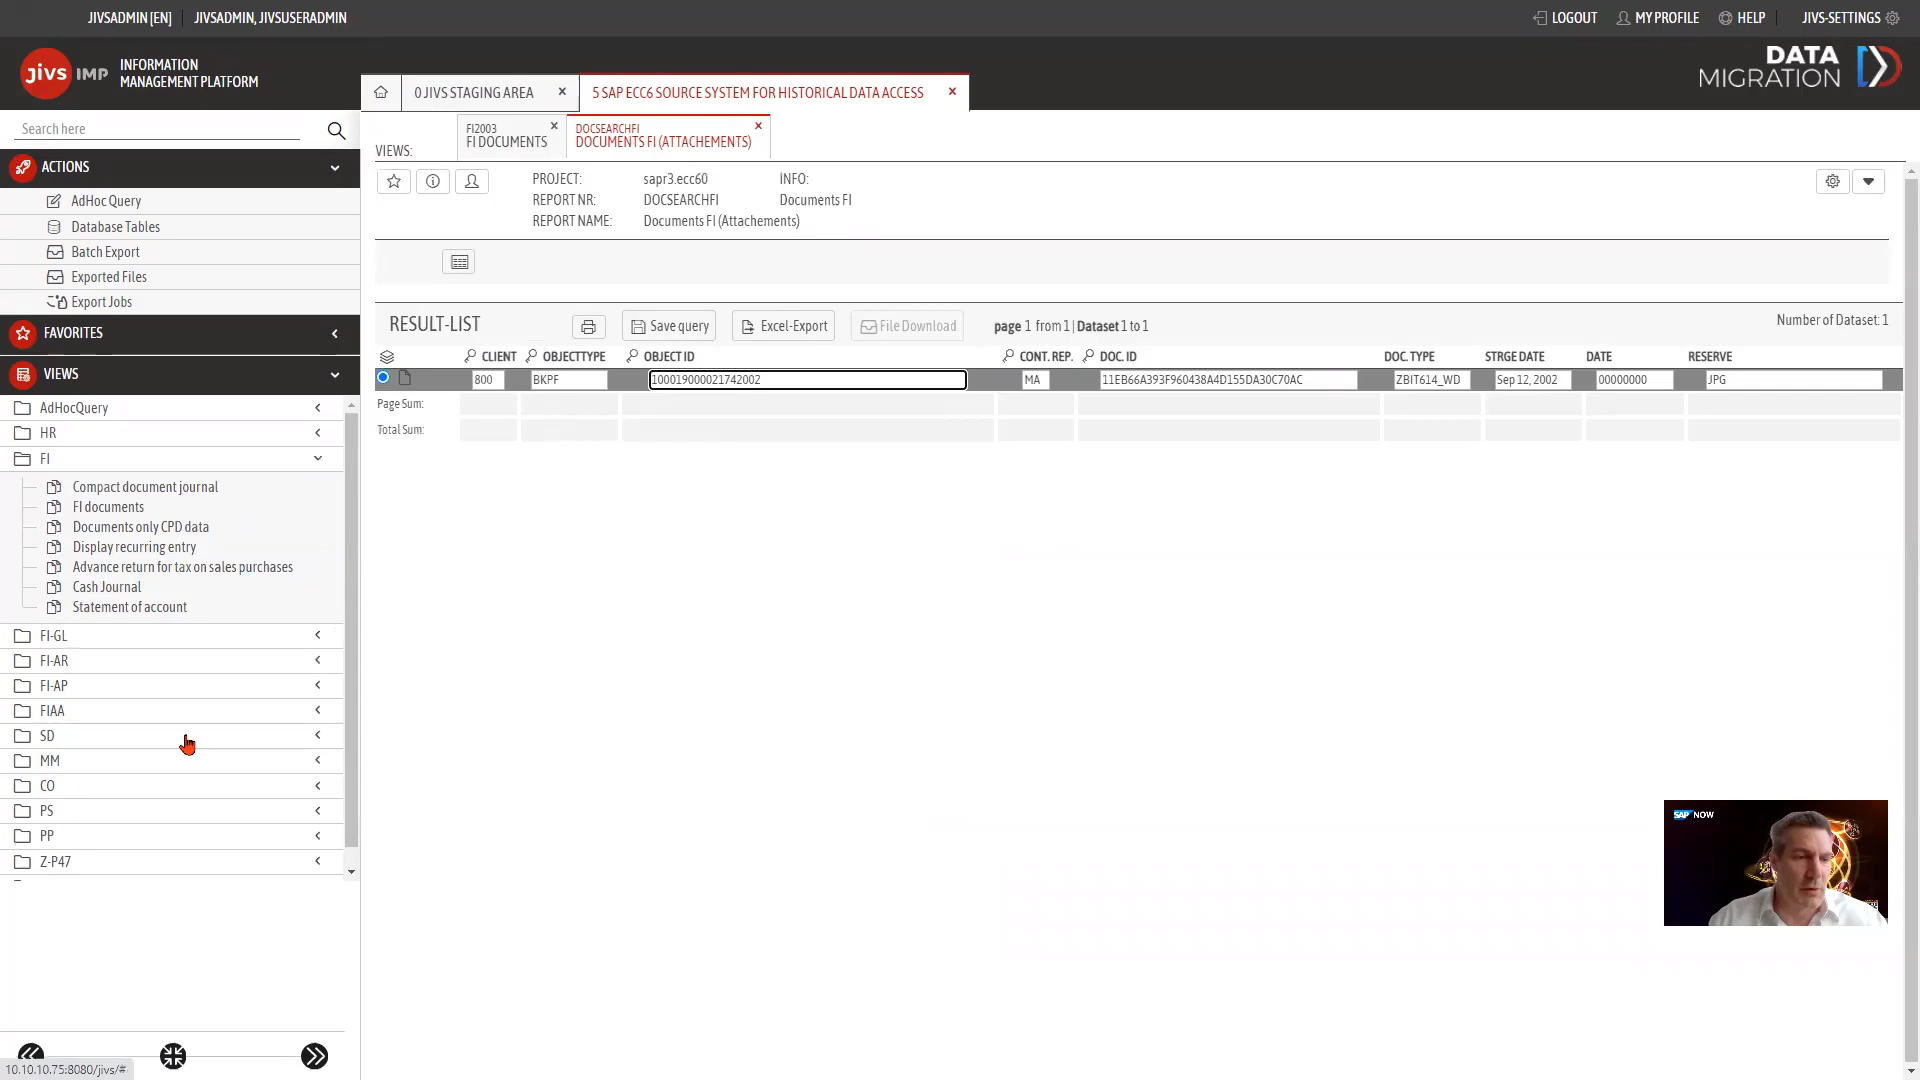 JIVSADMIN [EN]
JIVSADMIN, JIVSUSERADMIN
LOGOUT
MY PROFILE
HELP
JIVS-SETTINGS
jivs IMP
INFORMATION
MANAGEMENT PLATFORM
0 JIVS STAGING AREA
5 SAP ECC6 SOURCE SYSTEM FOR HISTORICAL DATA ACCESS
DATA
MIGRATION
Search here
ACTIONS
AdHoc Query
Database Tables
Batch Export
Exported Files
Export Jobs
FAVORITES
VIEWS
AdHocQuery
HR
FI
Compact document journal
FI documents
Documents only CPD data
Display recurring entry
Advance return for tax on sales purchases
Cash Journal
Statement of account
FI-GL
FI-AR
FI-AP
FIAA
SD
MM
CO
PS
PP
Z-P47
10.10.10.75:8080/jivs/#
VIEWS:
FI2003
FI DOCUMENTS
DOCSEARCHFI
DOCUMENTS FI (ATTACHEMENTS)
PROJECT: sapr3.ecc60 INFO:
REPORT NR: DOCSEARCHFI Documents FI
REPORT NAME: Documents FI (Attachements)
RESULT-LIST
Save query
Excel-Export
File Download
page 1 from 1 | Dataset 1 to 1
Number of Dataset: 1
CLIENT OBJECTTYPE OBJECT ID CONT. REP. DOC. ID DOC. TYPE STRGE DATE DATE RESERVE
800 BKPF 100019000021742002 MA 11EB66A393F960438A4D155DA30C70AC ZBIT614_WD Sep 12, 2002 00000000 JPG
Page Sum:
Total Sum:
SAP NOW